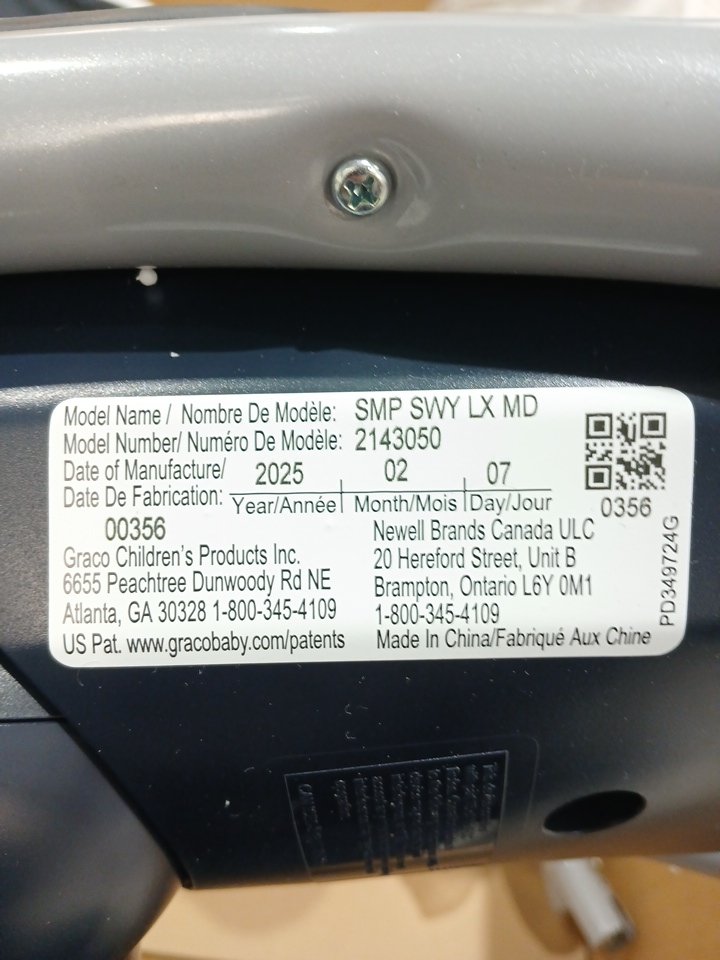 Model Name / Nombre De Modèle: SMP SWY LX MD
Model Number/ Numéro De Modèle: 2143050
Date of Manufacture/
Date De Fabrication: 2025 02 07
Year/Année Month/Mois Day/Jour
0356
00356
Graco Children's Products Inc.
6655 Peachtree Dunwoody Rd NE
Atlanta, GA 30328 1-800-345-4109
US Pat. www.gracobaby.com/patents
Newell Brands Canada ULC
20 Hereford Street, Unit B
Brampton, Ontario L6Y 0M1
1-800-345-4109
Made In China/Fabriqué Aux Chine
PD349724G